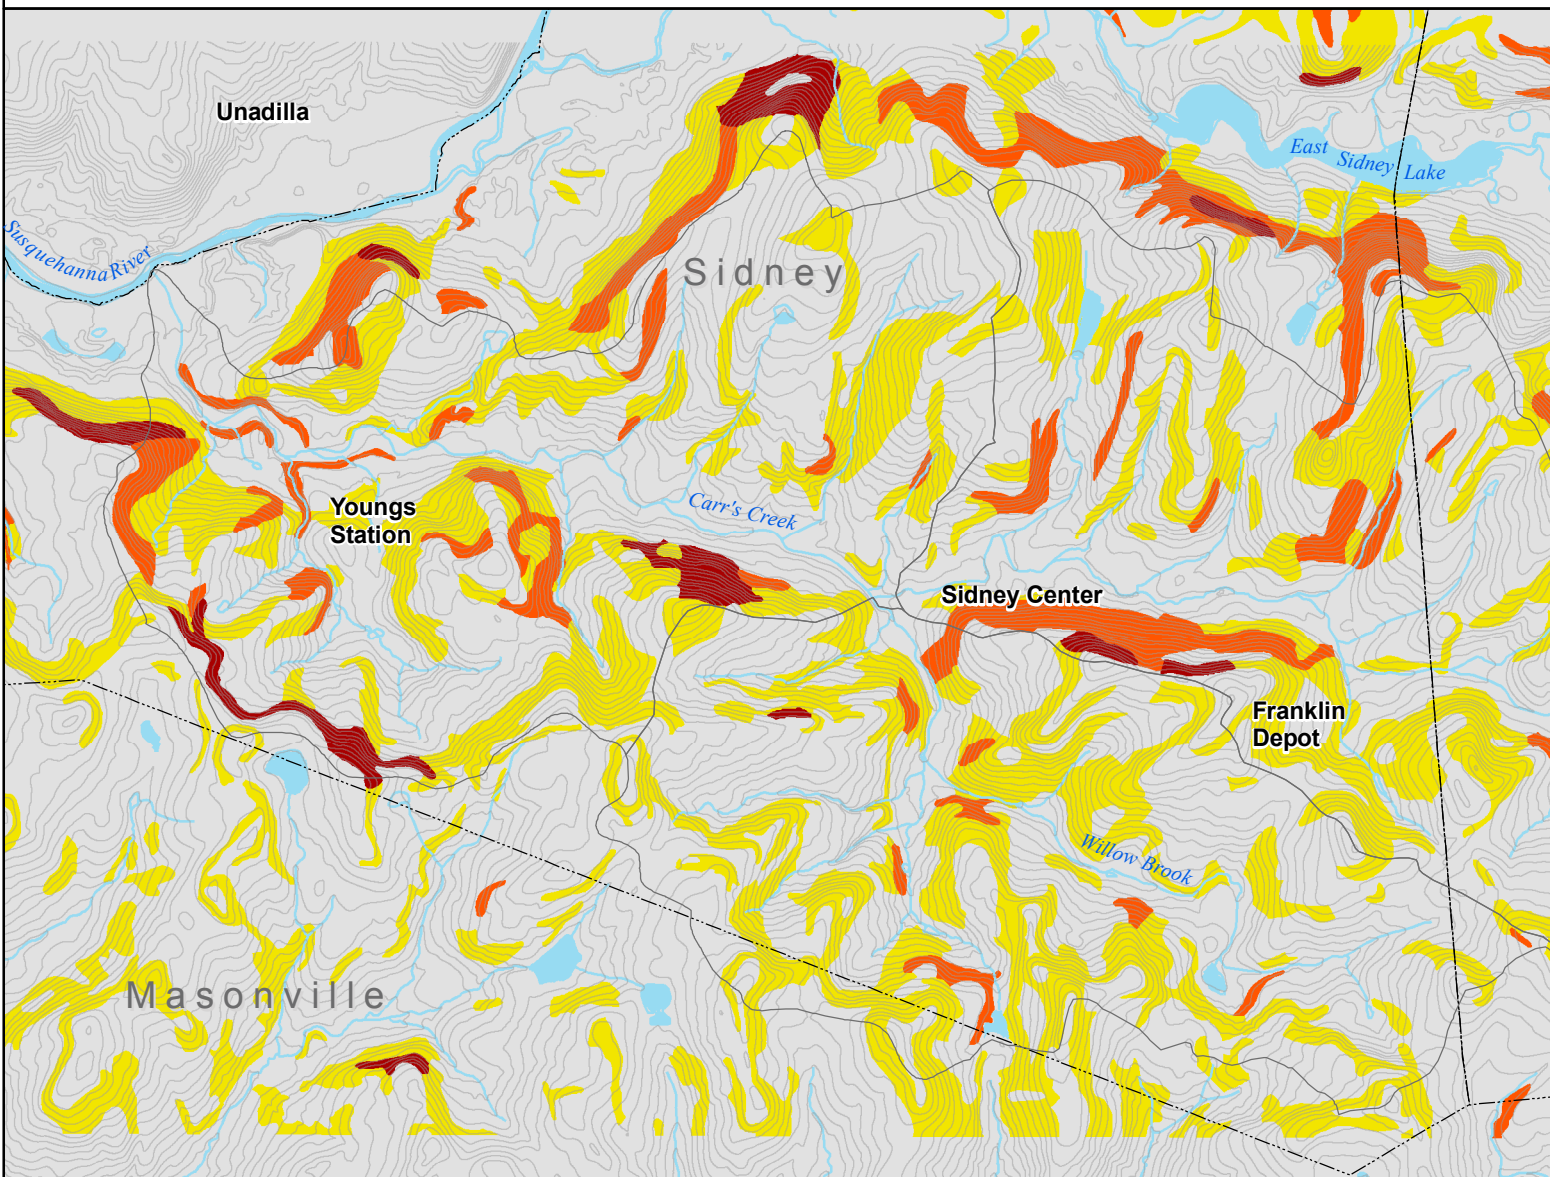 Unadilla
East Sidney Lake
Susquehanna River
Sidney
Youngs
Station
Carr's Creek
Sidney Center
Franklin
Depot
Willow Brook
Masonville